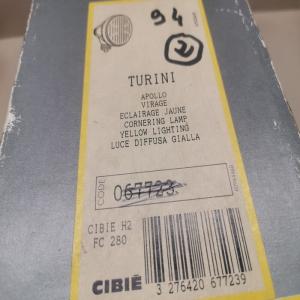 94
2
TURINI
APOLLO
VIRAGE
ECLAIRAGE JAUNE
CORNERING LAMP
YELLOW LIGHTING
LUCE DIFFUSA GIALLA
CODE
067723
CIBIE H2
FC 280
CIBIÉ
3 276420 677239